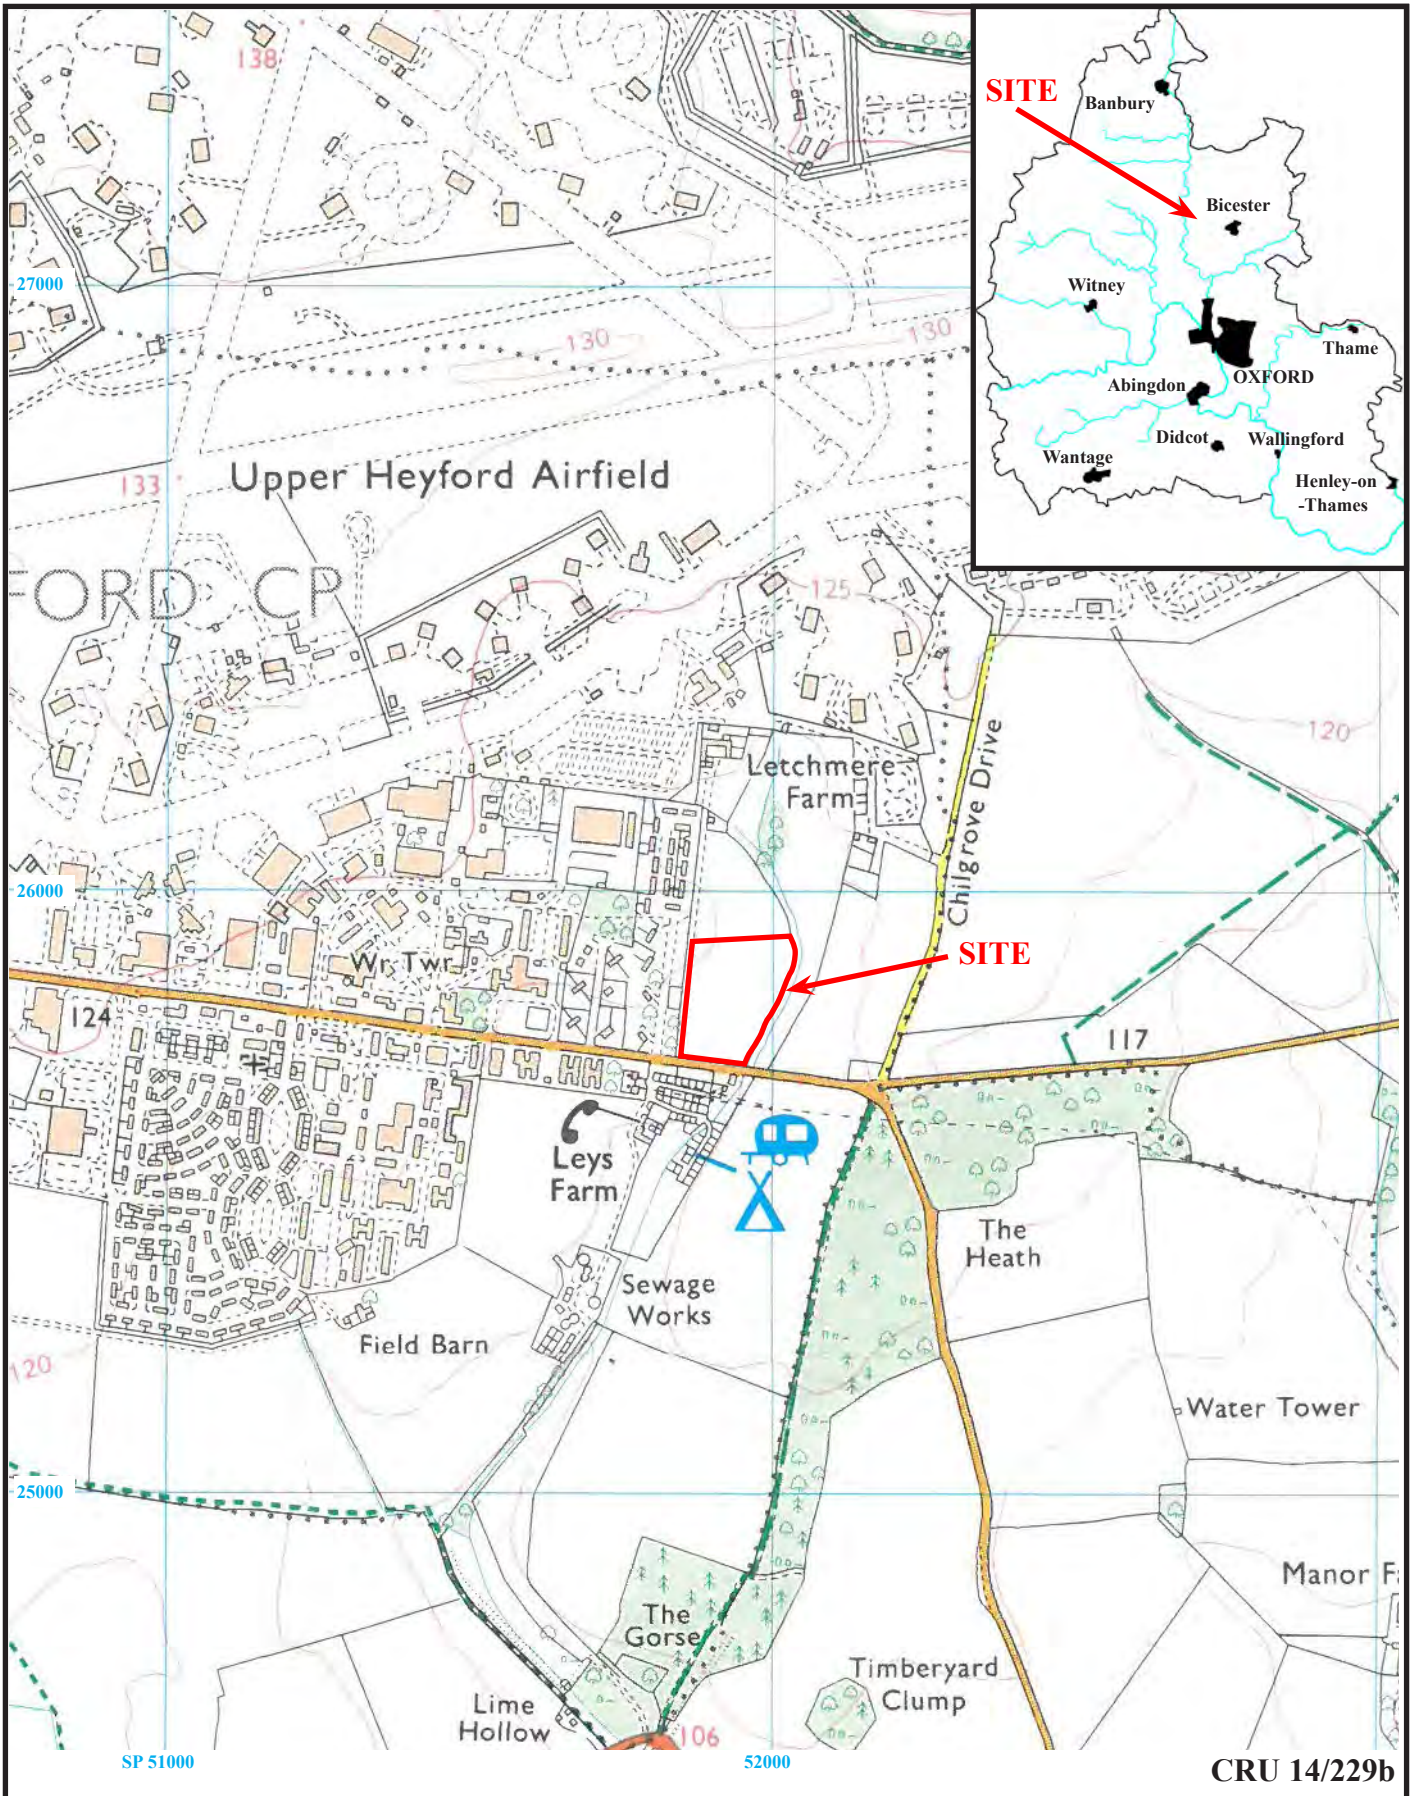 138
SITE
Banbury
Bicester
Witney
Thame
OXFORD
Abingdon
Didcot
Wallingford
Wantage
Henley-on
-Thames
27000
130
130
133
Upper Heyford Airfield
FORD CP
125
120
Letchmere
Farm
Chilgrove Drive
26000
SITE
Wr Twr
124
117
Leys
Farm
The
Heath
Sewage
Works
Field Barn
120
Water Tower
25000
Manor F
The
Gorse
Timberyard
Clump
Lime
Hollow
106
SP 51000
52000
CRU 14/229b